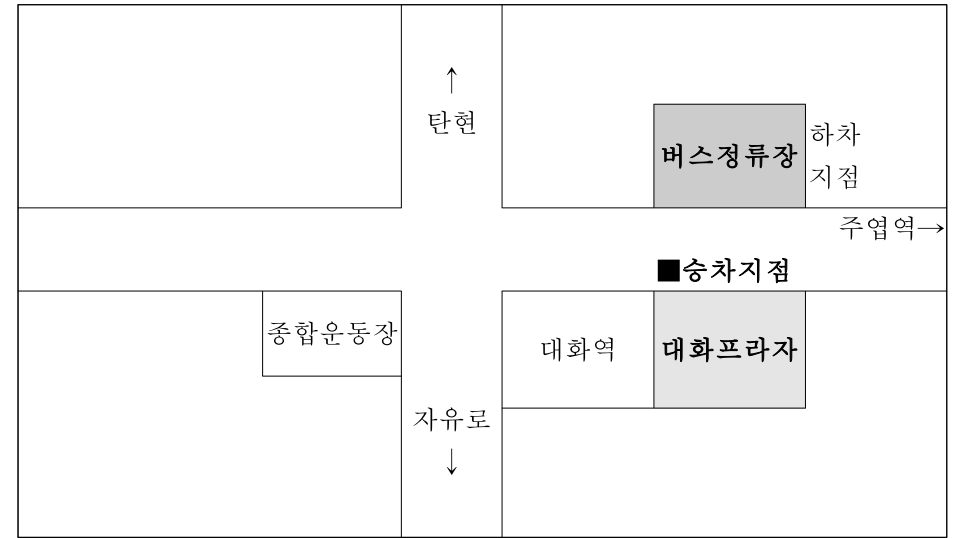 ↑
탄현
버스정류장
하차
지점
주엽역→
■승차지점
종합운동장
대화역
대화프라자
자유로
↓